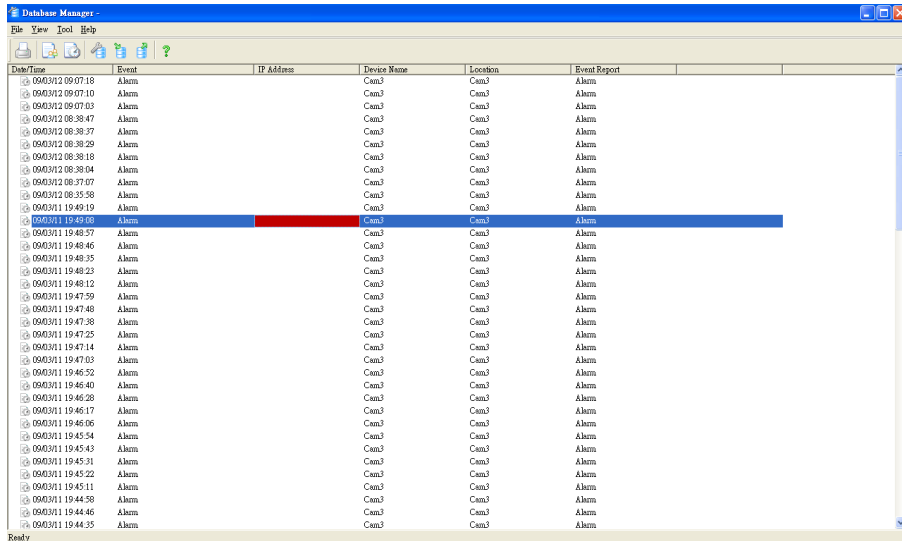 Database Manager -
File View Tool Help
Date/Time Event IP Address Device Name Location Event Report
09/03/12 09:07:18 Alarm Cam3 Cam3 Alarm
09/03/12 09:07:10 Alarm Cam3 Cam3 Alarm
09/03/12 09:07:03 Alarm Cam3 Cam3 Alarm
09/03/12 08:38:47 Alarm Cam3 Cam3 Alarm
09/03/12 08:38:37 Alarm Cam3 Cam3 Alarm
09/03/12 08:38:29 Alarm Cam3 Cam3 Alarm
09/03/12 08:38:18 Alarm Cam3 Cam3 Alarm
09/03/12 08:38:04 Alarm Cam3 Cam3 Alarm
09/03/12 08:37:07 Alarm Cam3 Cam3 Alarm
09/03/12 08:35:58 Alarm Cam3 Cam3 Alarm
09/03/11 19:49:19 Alarm Cam3 Cam3 Alarm
09/03/11 19:49:08 Alarm Cam3 Cam3 Alarm
09/03/11 19:48:57 Alarm Cam3 Cam3 Alarm
09/03/11 19:48:46 Alarm Cam3 Cam3 Alarm
09/03/11 19:48:35 Alarm Cam3 Cam3 Alarm
09/03/11 19:48:23 Alarm Cam3 Cam3 Alarm
09/03/11 19:48:12 Alarm Cam3 Cam3 Alarm
09/03/11 19:47:59 Alarm Cam3 Cam3 Alarm
09/03/11 19:47:48 Alarm Cam3 Cam3 Alarm
09/03/11 19:47:38 Alarm Cam3 Cam3 Alarm
09/03/11 19:47:25 Alarm Cam3 Cam3 Alarm
09/03/11 19:47:14 Alarm Cam3 Cam3 Alarm
09/03/11 19:47:03 Alarm Cam3 Cam3 Alarm
09/03/11 19:46:52 Alarm Cam3 Cam3 Alarm
09/03/11 19:46:40 Alarm Cam3 Cam3 Alarm
09/03/11 19:46:28 Alarm Cam3 Cam3 Alarm
09/03/11 19:46:17 Alarm Cam3 Cam3 Alarm
09/03/11 19:46:06 Alarm Cam3 Cam3 Alarm
09/03/11 19:45:54 Alarm Cam3 Cam3 Alarm
09/03/11 19:45:43 Alarm Cam3 Cam3 Alarm
09/03/11 19:45:31 Alarm Cam3 Cam3 Alarm
09/03/11 19:45:22 Alarm Cam3 Cam3 Alarm
09/03/11 19:45:11 Alarm Cam3 Cam3 Alarm
09/03/11 19:44:58 Alarm Cam3 Cam3 Alarm
09/03/11 19:44:46 Alarm Cam3 Cam3 Alarm
09/03/11 19:44:35 Alarm Cam3 Cam3 Alarm
Ready